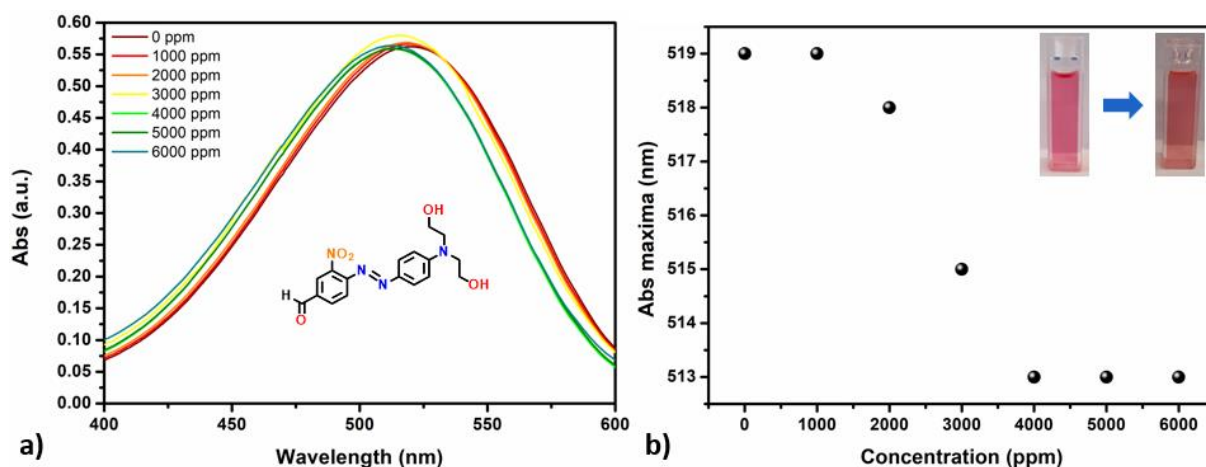 0.60
0.55
0.50
0.45
0.40
0.35
0.30
0.25
0.20
0.15
0.10
0.05
0.00
Abs (a.u.)
0 ppm
1000 ppm
2000 ppm
3000 ppm
4000 ppm
5000 ppm
6000 ppm
OH
NO2
N
N
N
OH
H
O
400 450 500 550 600
a) Wavelength (nm)
519
518
517
516
515
514
513
Abs maxima (nm)
0 1000 2000 3000 4000 5000 6000
b) Concentration (ppm)